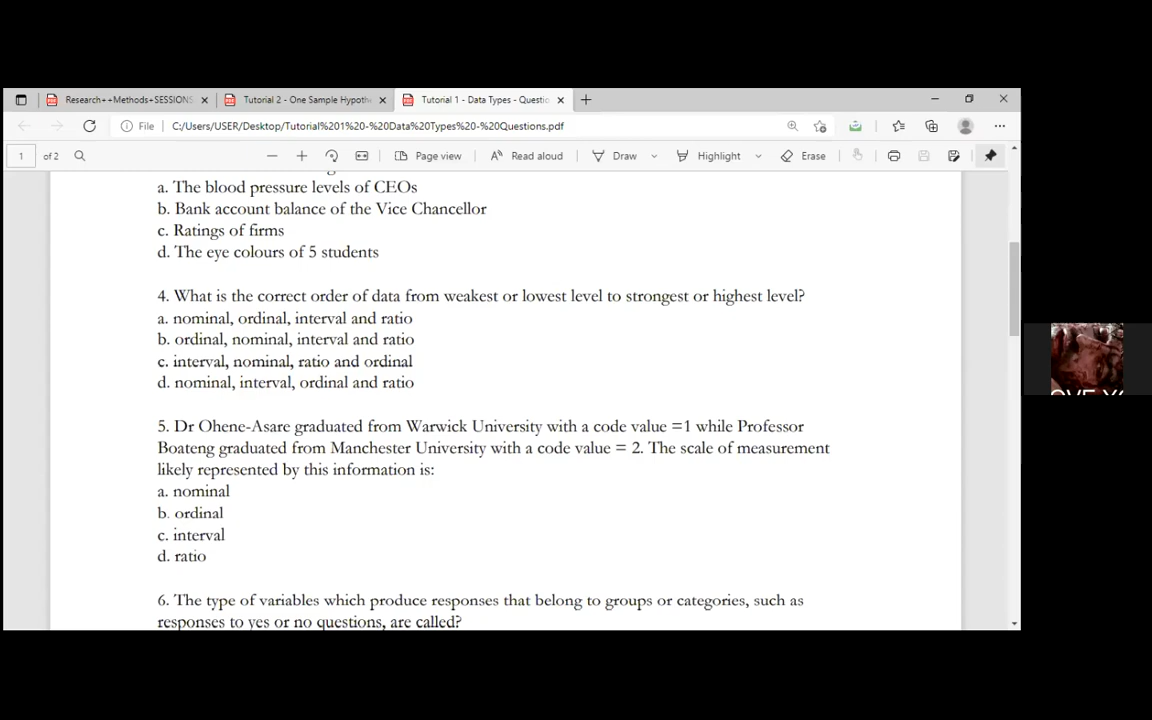 Research++Methods+SESSIONS
Tutorial 2 - One Sample Hypoth
Tutorial 1 - Data Types - Questio
File
C:/Users/USER/Desktop/Tutorial%201%20-%20Data%20Types%20-%20Questions.pdf
1 of 2
Page view
Read aloud
Draw
Highlight
Erase
a. The blood pressure levels of CEOs
b. Bank account balance of the Vice Chancellor
c. Ratings of firms
d. The eye colours of 5 students
4. What is the correct order of data from weakest or lowest level to strongest or highest level?
a. nominal, ordinal, interval and ratio
b. ordinal, nominal, interval and ratio
c. interval, nominal, ratio and ordinal
d. nominal, interval, ordinal and ratio
5. Dr Ohene-Asare graduated from Warwick University with a code value =1 while Professor
Boateng graduated from Manchester University with a code value = 2. The scale of measurement
likely represented by this information is:
a. nominal
b. ordinal
c. interval
d. ratio
6. The type of variables which produce responses that belong to groups or categories, such as
responses to yes or no questions, are called?